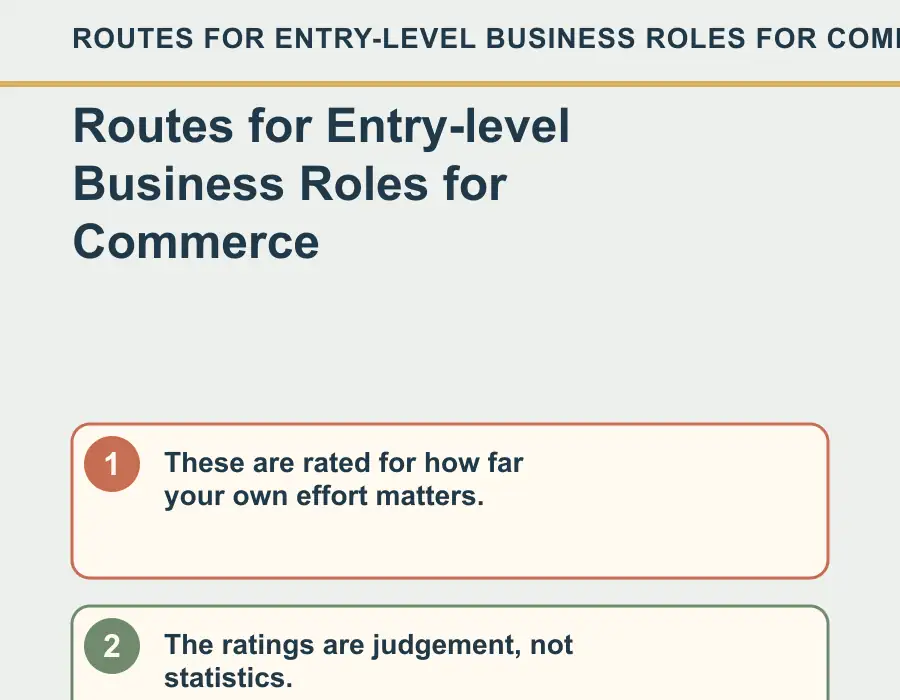 ROUTES FOR ENTRY-LEVEL BUSINESS ROLES FOR
Routes for Entry-level
Business Roles for
Commerce
1
These are rated for how far
your own effort matters.
2
The ratings are judgement, not
statistics.